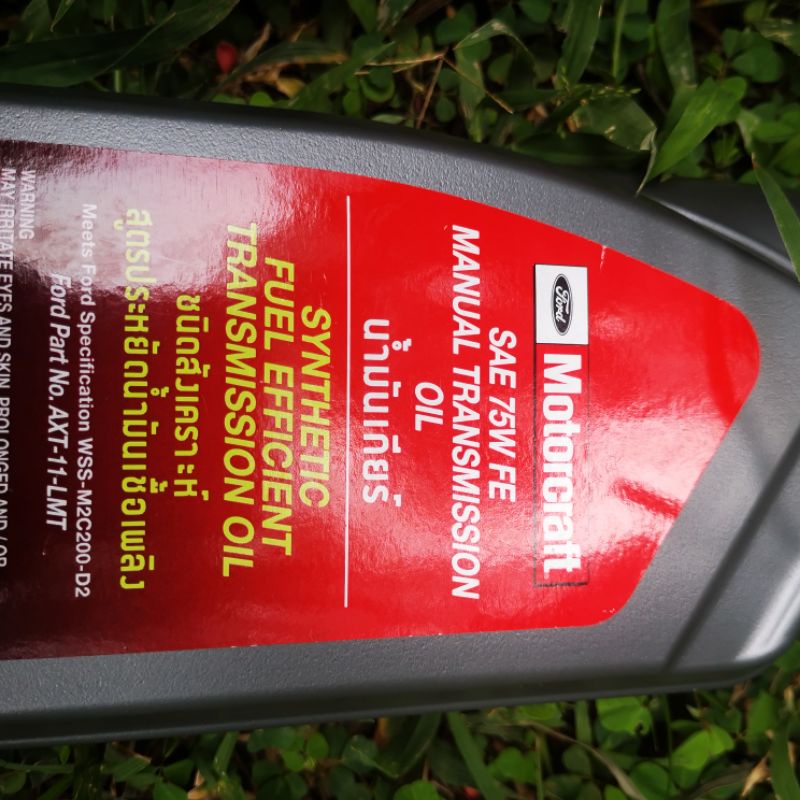 Ford
Motorcraft
SAE 75W FE
MANUAL TRANSMISSION
OIL
น้ำมันเกียร์
SYNTHETIC
FUEL EFFICIENT
TRANSMISSION OIL
ชนิดสังเคราะห์
สูตรประหยัดน้ำมันเชื้อเพลิง
Meets Ford Specification WSS-M2C200-D2
Ford Part No. AXT-11-LMT
WARNING
MAY IRRITATE EYES AND SKIN. PROLONGED AND / OR